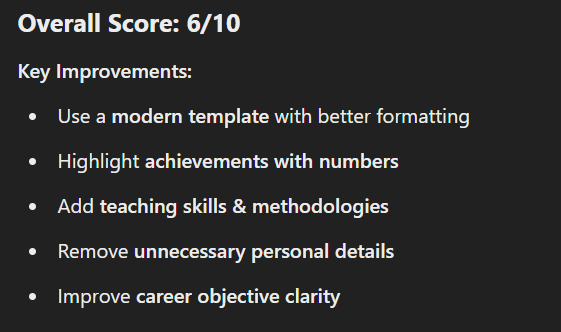 Overall Score: 6/10
Key Improvements:
• Use a modern template with better formatting
• Highlight achievements with numbers
• Add teaching skills & methodologies
• Remove unnecessary personal details
• Improve career objective clarity